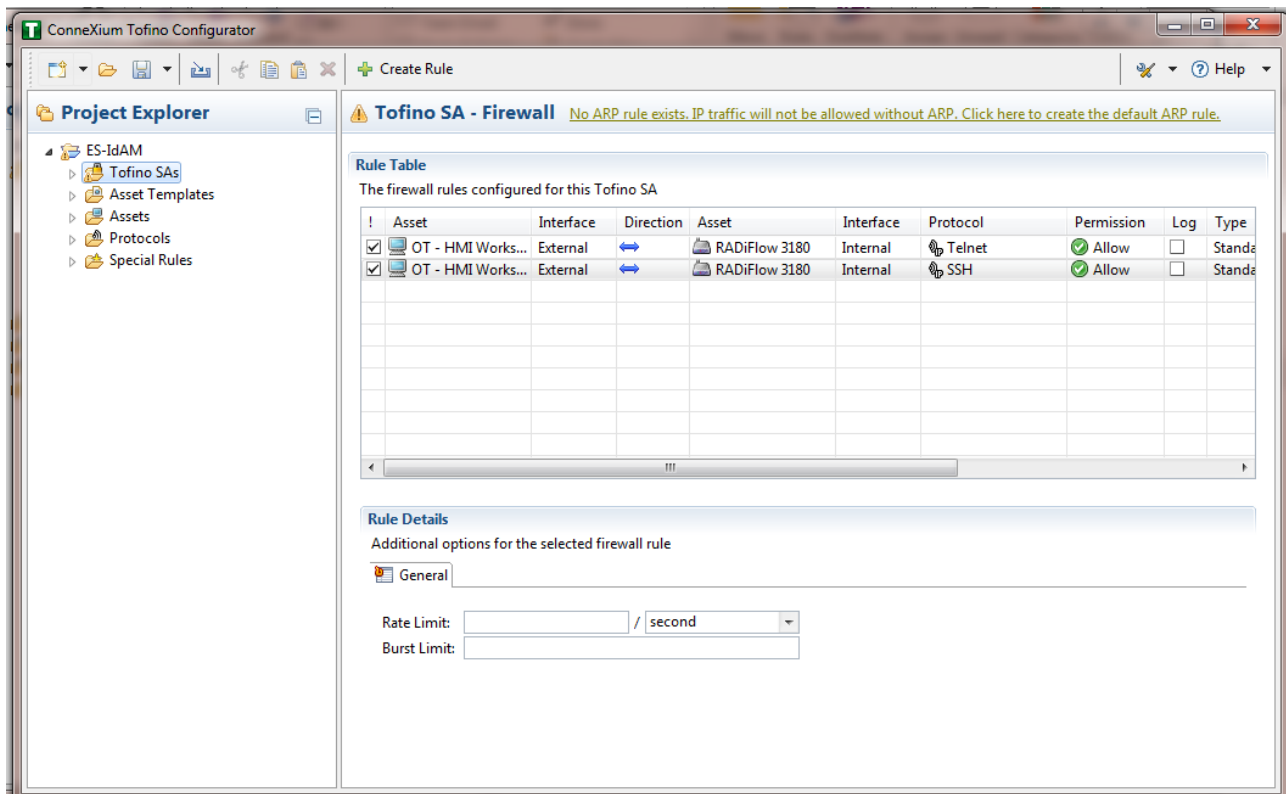 ConneXium Tofino Configurator
Create Rule
Help
Project Explorer
ES-IdAM
Tofino SAs
Asset Templates
Assets
Protocols
Special Rules
Tofino SA - Firewall No ARP rule exists. IP traffic will not be allowed without ARP. Click here to create the default ARP rule.
Rule Table
The firewall rules configured for this Tofino SA
! Asset Interface Direction Asset Interface Protocol Permission Log Type
OT - HMI Works... External RADiFlow 3180 Internal Telnet Allow Standa
OT - HMI Works... External RADiFlow 3180 Internal SSH Allow Standa
Rule Details
Additional options for the selected firewall rule
General
Rate Limit: / second
Burst Limit: